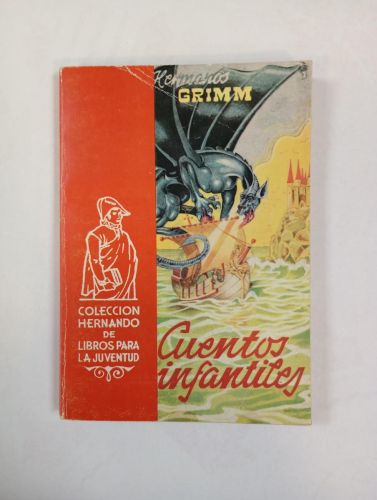 Hermanos
GRIMM
COLECCION
HERNANDO
DE
LIBROS PARA
LA JUVENTUD
Cuentos
infantiles